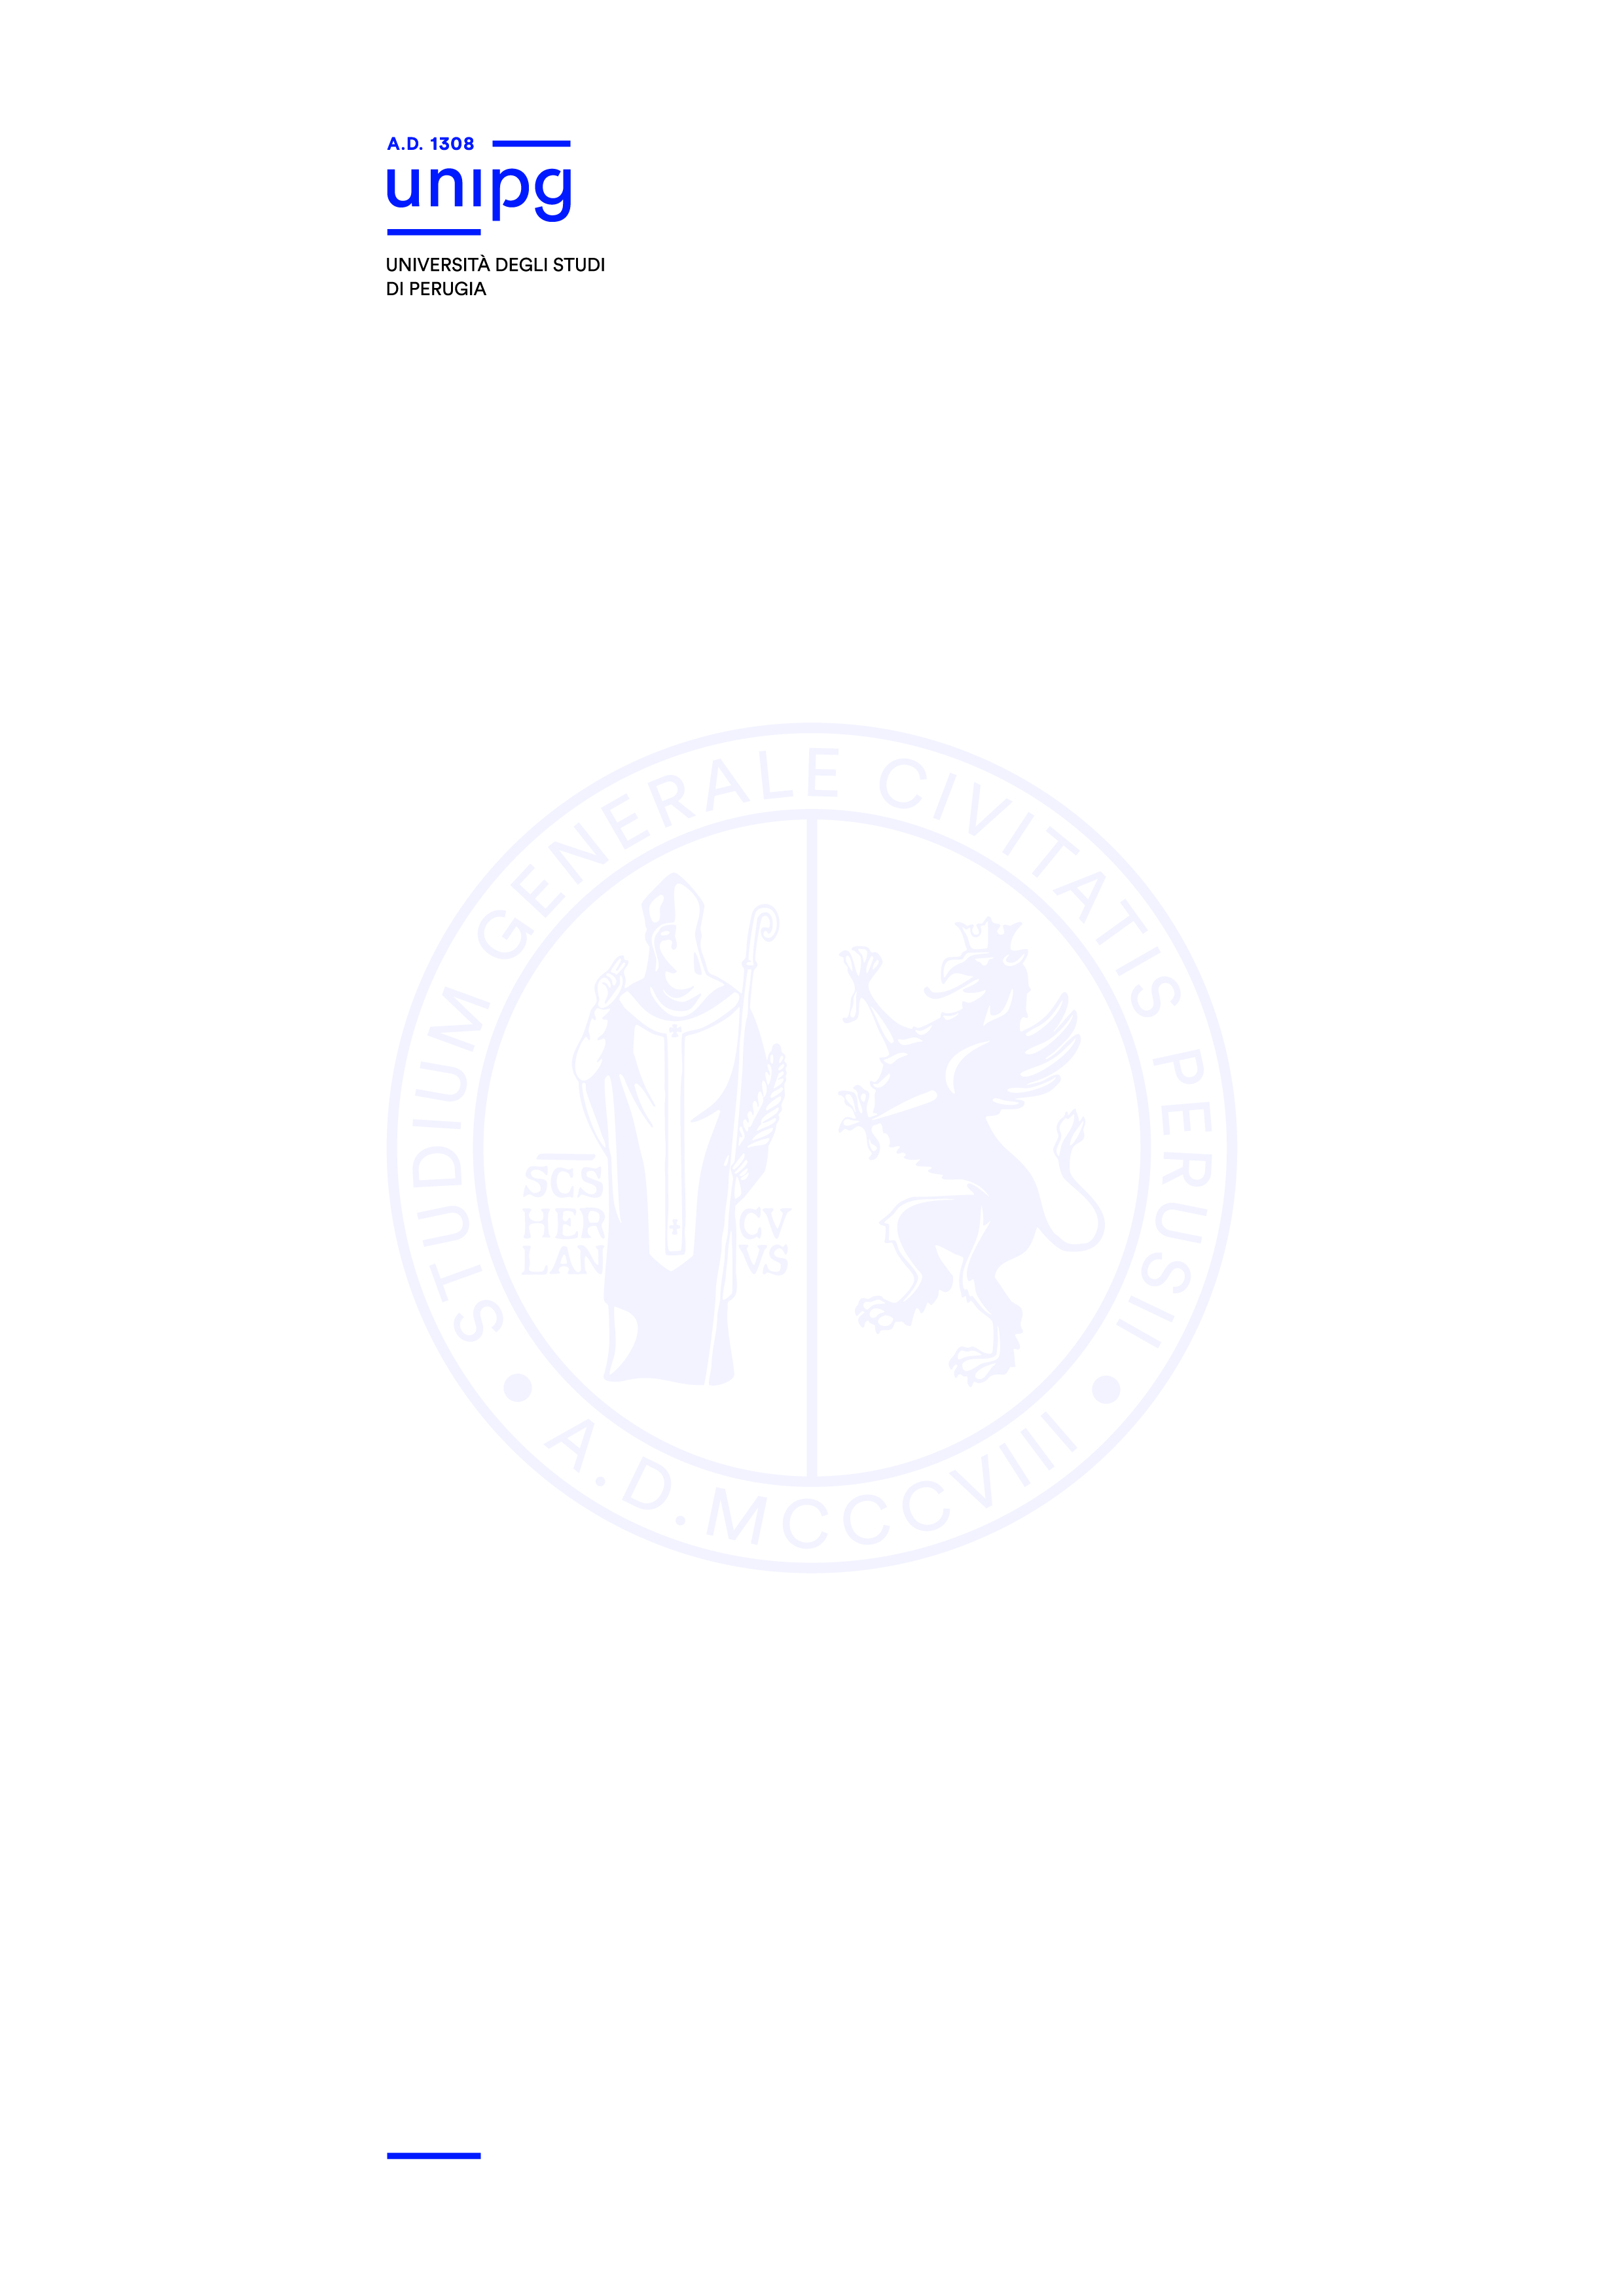 A.D. 1308
unipg
UNIVERSITÀ DEGLI STUDI
DI PERUGIA
STUDIUM GENERALE CIVITATIS PERUSII
SCS
HER
LAN
CV
VS
A.D. MCCCVIII